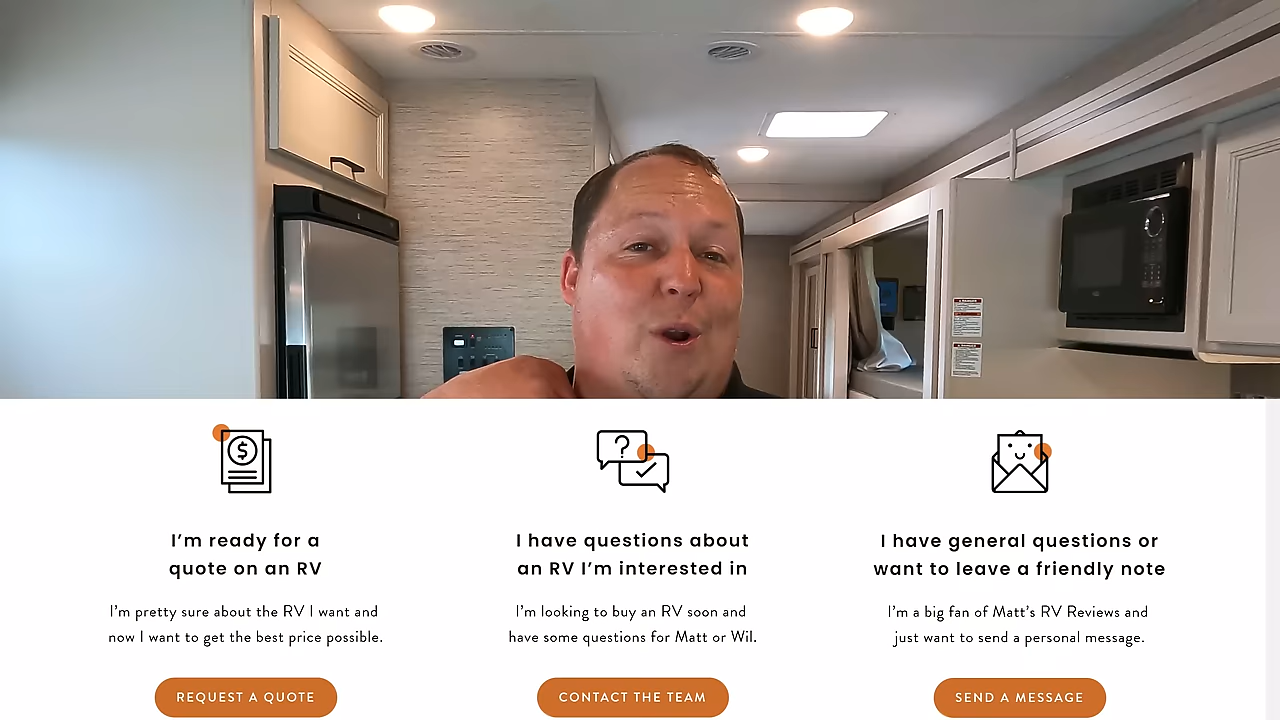 I'm ready for a
quote on an RV
I'm pretty sure about the RV I want and
now I want to get the best price possible.
REQUEST A QUOTE
I have questions about
an RV I'm interested in
I'm looking to buy an RV soon and
have some questions for Matt or Wil.
CONTACT THE TEAM
I have general questions or
want to leave a friendly note
I'm a big fan of Matt's RV Reviews and
just want to send a personal message.
SEND A MESSAGE